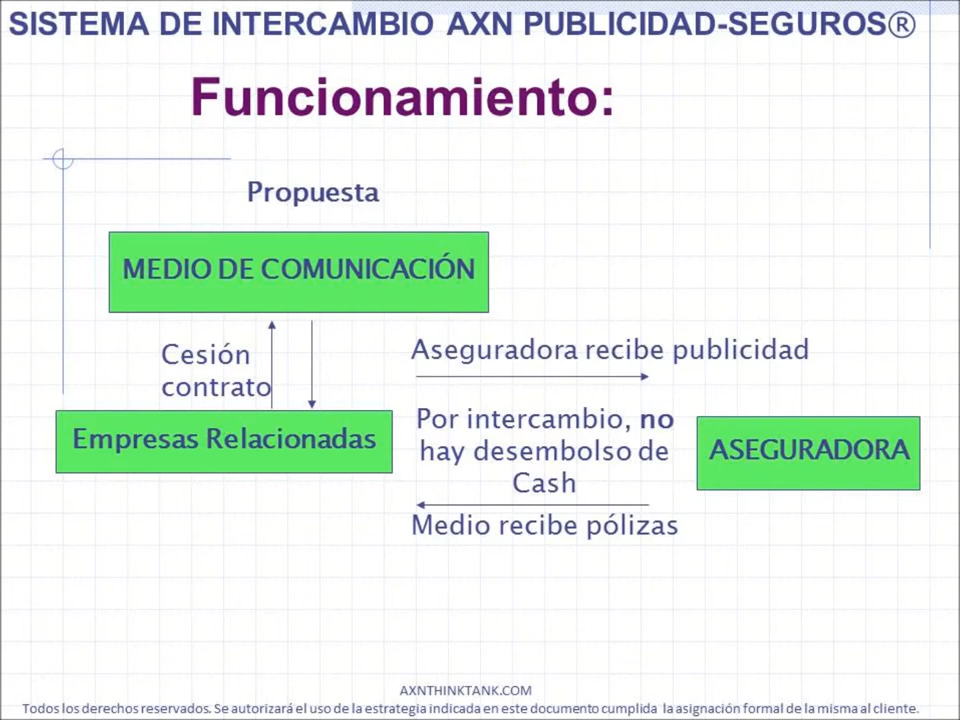 SISTEMA DE INTERCAMBIO AXN PUBLICIDAD-SEGUROS®
Funcionamiento:
Propuesta
MEDIO DE COMUNICACIÓN
Cesión
contrato
Aseguradora recibe publicidad
Empresas Relacionadas
Por intercambio, no
hay desembolso de
Cash
ASEGURADORA
Medio recibe pólizas
AXNTHINKTANK.COM
Todos los derechos reservados. Se autorizará el uso de la estrategia indicada en este documento cumplida la asignación formal de la misma al cliente.